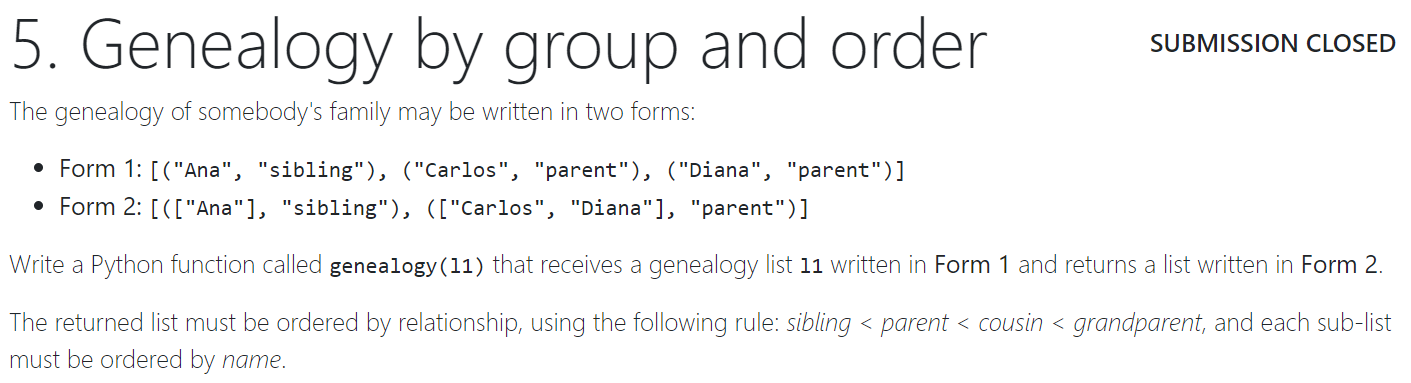 5. Genealogy by group and order
SUBMISSION CLOSED
The genealogy of somebody's family may be written in two forms:
• Form 1: [("Ana", "sibling"), ("Carlos", "parent"), ("Diana", "parent")]
• Form 2: [(["Ana"], "sibling"), (["Carlos", "Diana"], "parent")]
Write a Python function called genealogy(l1) that receives a genealogy list l1 written in Form 1 and returns a list written in Form 2.
The returned list must be ordered by relationship, using the following rule: sibling < parent < cousin < grandparent, and each sub-list
must be ordered by name.